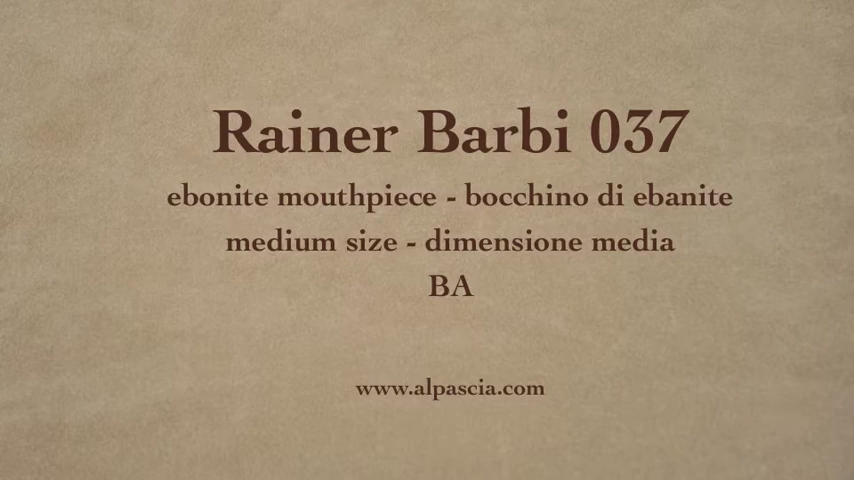 Rainer Barbi 037
ebonite mouthpiece - bocchino di ebanite
medium size - dimensione media
BA
www.alpascia.com